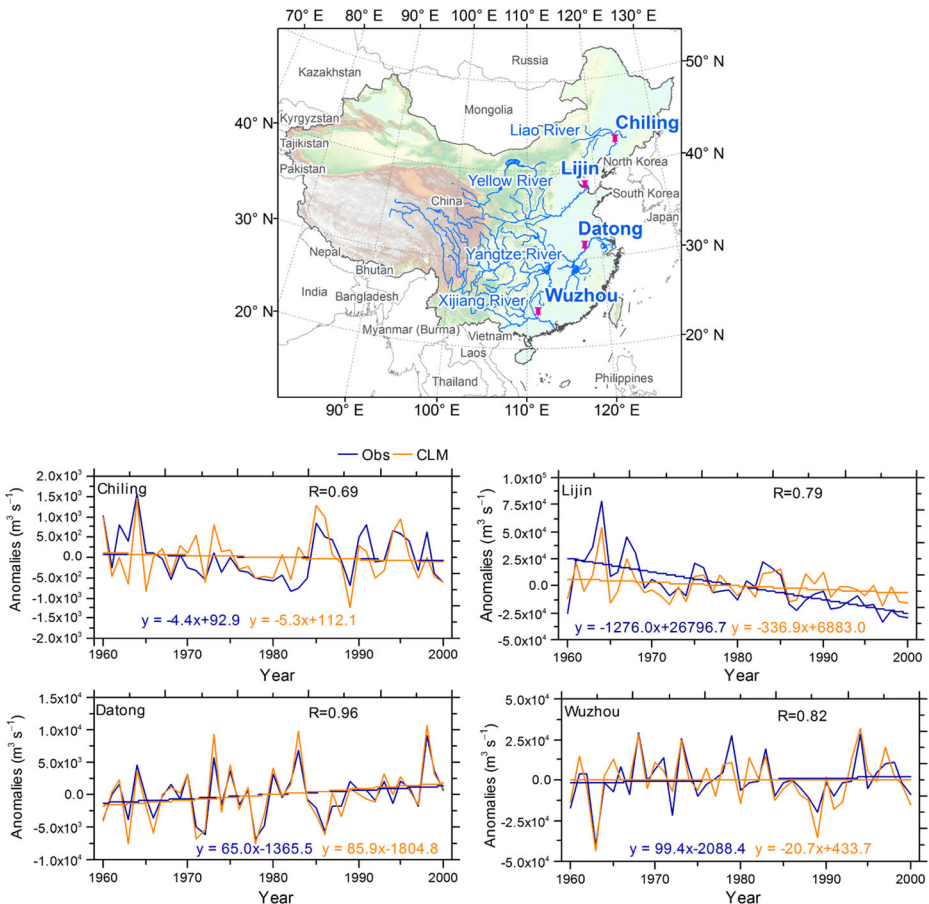 70° E 80° E 90° E 100° E 110° E 120° E 130° E
Russia
50° N
Kazakhstan
Mongolia
Kyrgyzstan
40° N
Liao River
Chiling
Tajikistan
40° N
Pakistan
Lijin
North Korea
Yellow River
South Korea
China
Japan
30° N
Datong
30° N
Nepal
Yangtze River
Bhutan
India
Bangladesh
Xijiang River
Wuzhou
20° N
Myanmar (Burma)
Vietnam
20° N
Laos
Thailand
Philippines
90° E 100° E 110° E 120° E
Obs CLM
Chiling
R=0.69
Anomalies (m³ s⁻¹)
2.0x10³
1.5x10³
1.0x10³
5.0x10²
0.0
-5.0x10²
-1.0x10³
-1.5x10³
-2.0x10³
y = -4.4x+92.9 y = -5.3x+112.1
1960 1970 1980 1990 2000
Year
Lijin
R=0.79
Anomalies (m³ s⁻¹)
1.0x10⁵
7.5x10⁴
5.0x10⁴
2.5x10⁴
0.0
-2.5x10⁴
-5.0x10⁴
y = -1276.0x+26796.7 y = -336.9x+6883.0
1960 1970 1980 1990 2000
Year
Datong
R=0.96
Anomalies (m³ s⁻¹)
1.5x10⁴
1.0x10⁴
5.0x10³
0.0
-5.0x10³
-1.0x10⁴
y = 65.0x-1365.5 y = 85.9x-1804.8
1960 1970 1980 1990 2000
Year
Wuzhou
R=0.82
Anomalies (m³ s⁻¹)
5.0x10⁴
2.5x10⁴
0.0
-2.5x10⁴
-5.0x10⁴
y = 99.4x-2088.4 y = -20.7x+433.7
1960 1970 1980 1990 2000
Year